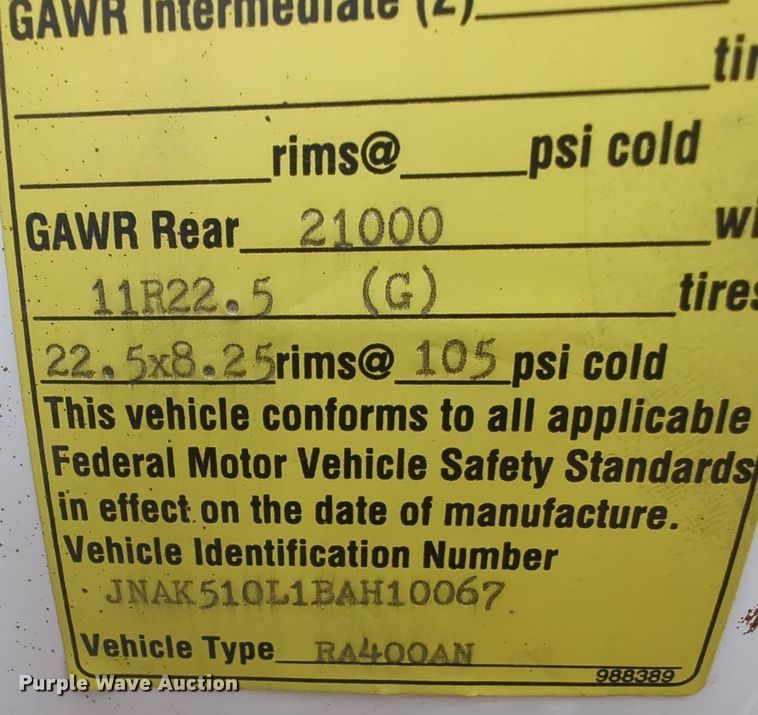 GAWR Intermediate (2)
tir
rims@ psi cold
GAWR Rear 21000 wi
11R22.5 (G) tires
22.5x8.25 rims@ 105 psi cold
This vehicle conforms to all applicable
Federal Motor Vehicle Safety Standards
in effect on the date of manufacture.
Vehicle Identification Number
JNAK510L1BAH10067
Vehicle Type RA400AN
988389
Purple Wave Auction